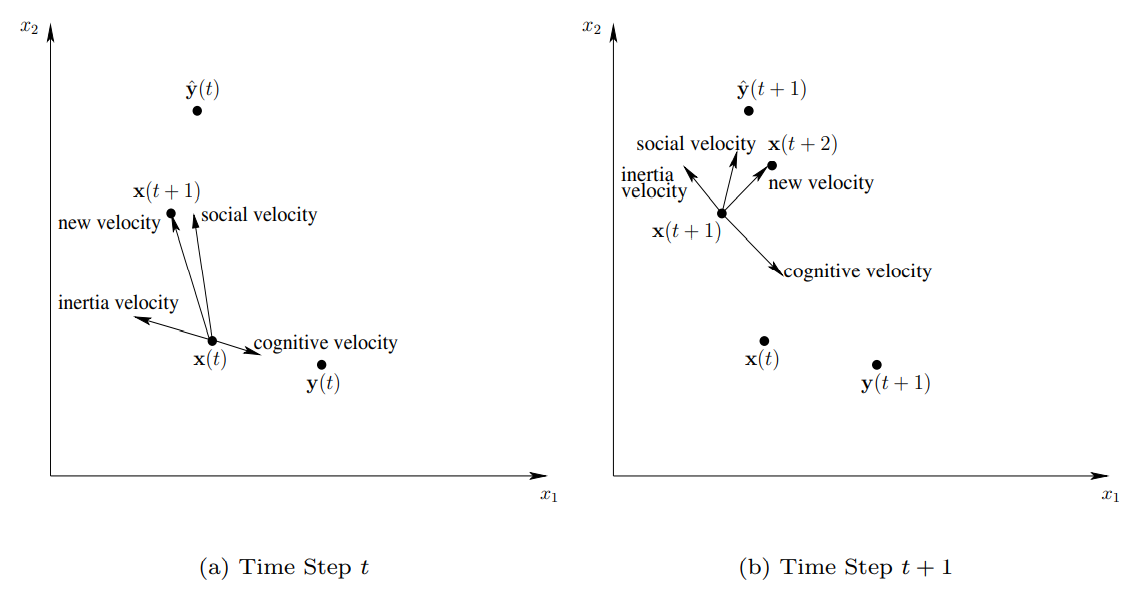 x₂
ŷ(t)
x(t + 1)
new velocity
social velocity
inertia velocity
cognitive velocity
x(t)
y(t)
x₁
(a) Time Step t
x₂
ŷ(t + 1)
social velocity
x(t + 2)
inertia
velocity
new velocity
x(t + 1)
cognitive velocity
x(t)
y(t + 1)
x₁
(b) Time Step t + 1